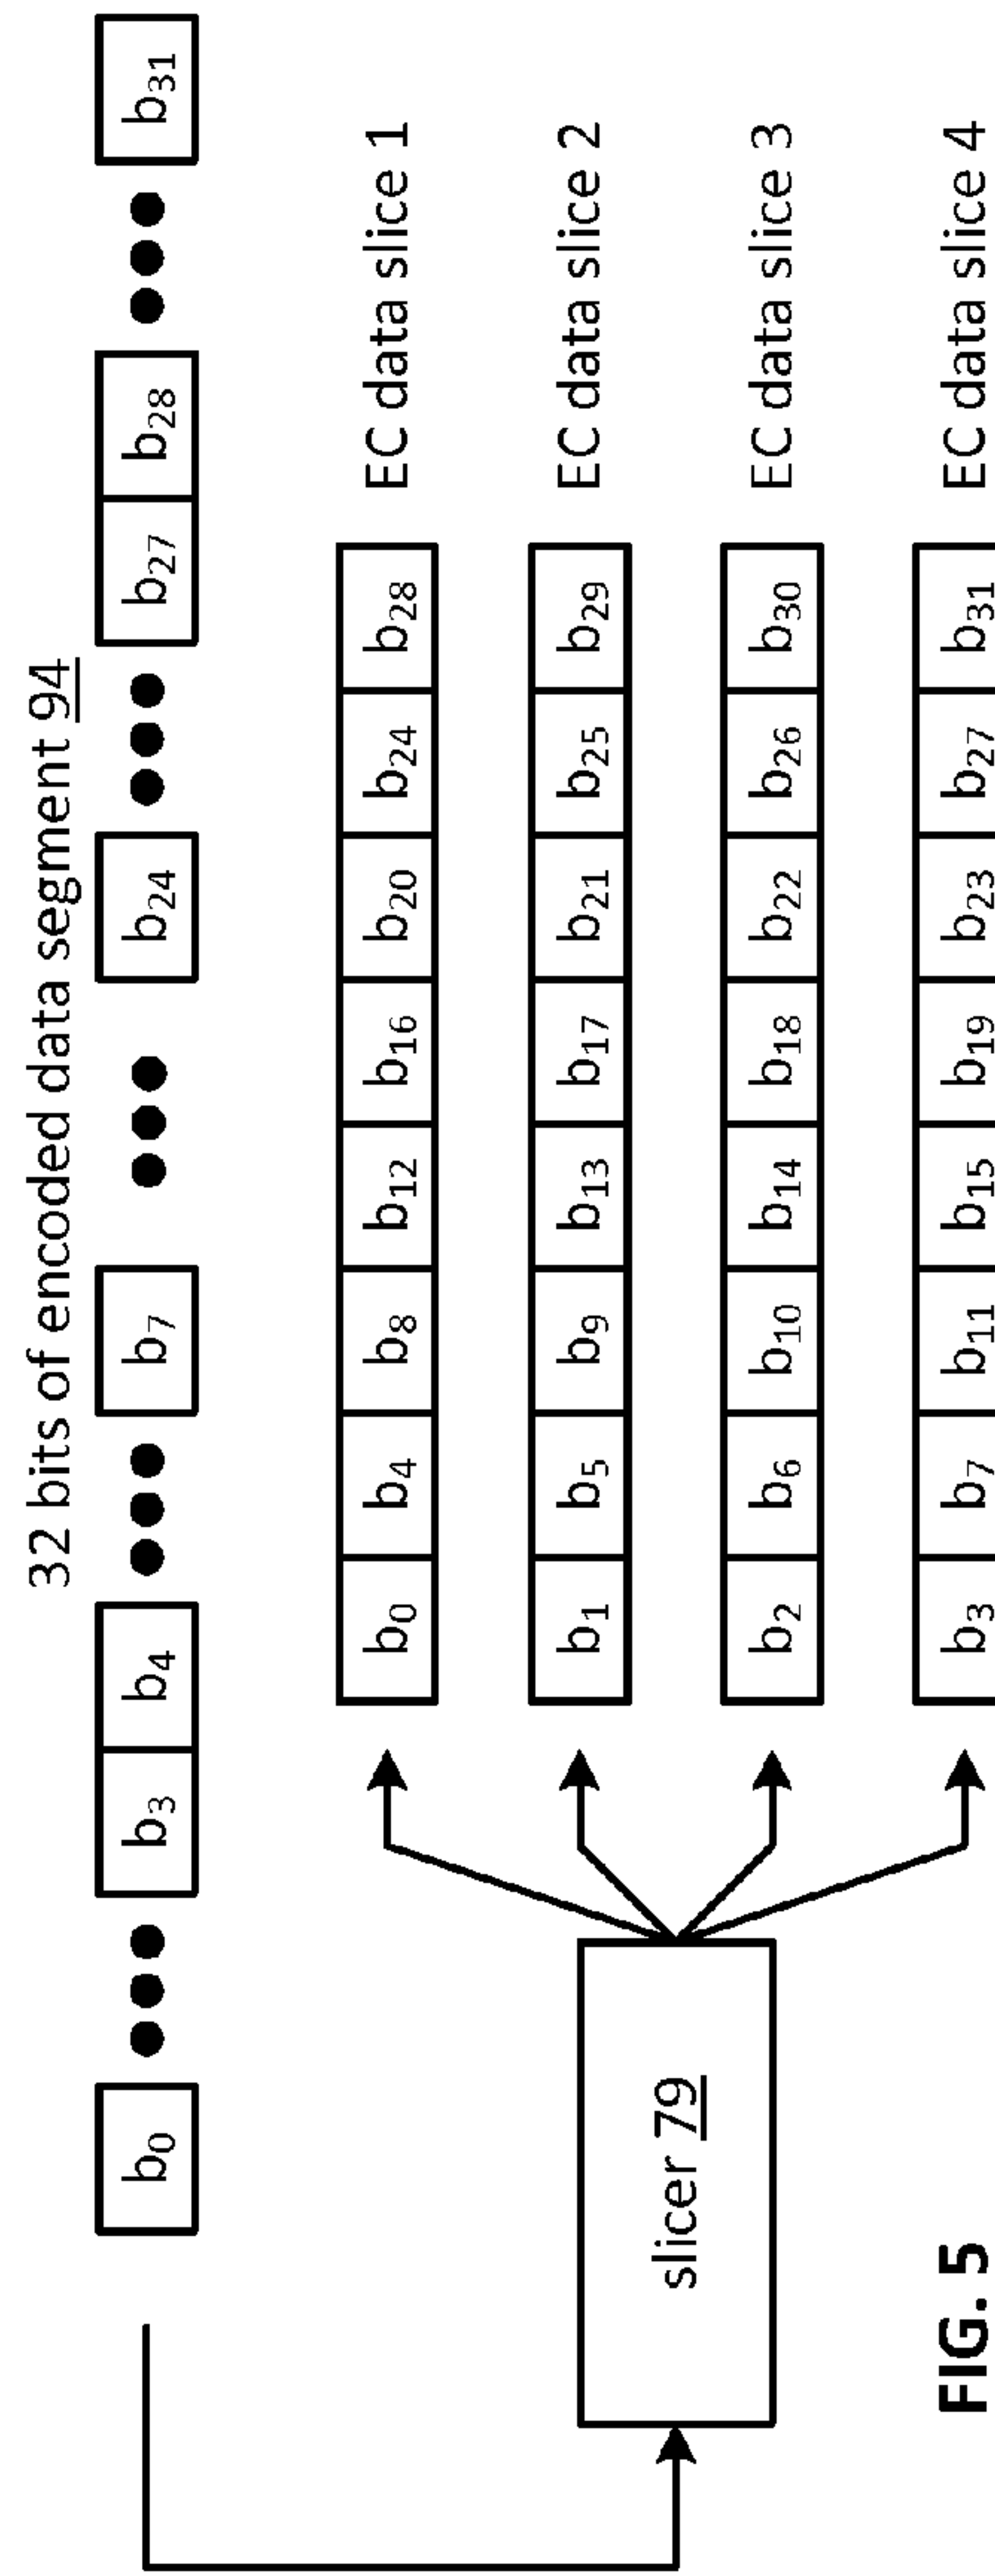 32 bits of encoded data segment 94
b0 ●●● b3 b4 ●●● b7 ●●● b24 ●●● b27 b28 ●●● b31
b0 b4 b8 b12 b16 b20 b24 b28 EC data slice 1
b1 b5 b9 b13 b17 b21 b25 b29 EC data slice 2
slicer 79
b2 b6 b10 b14 b18 b22 b26 b30 EC data slice 3
b3 b7 b11 b15 b19 b23 b27 b31 EC data slice 4
FIG. 5